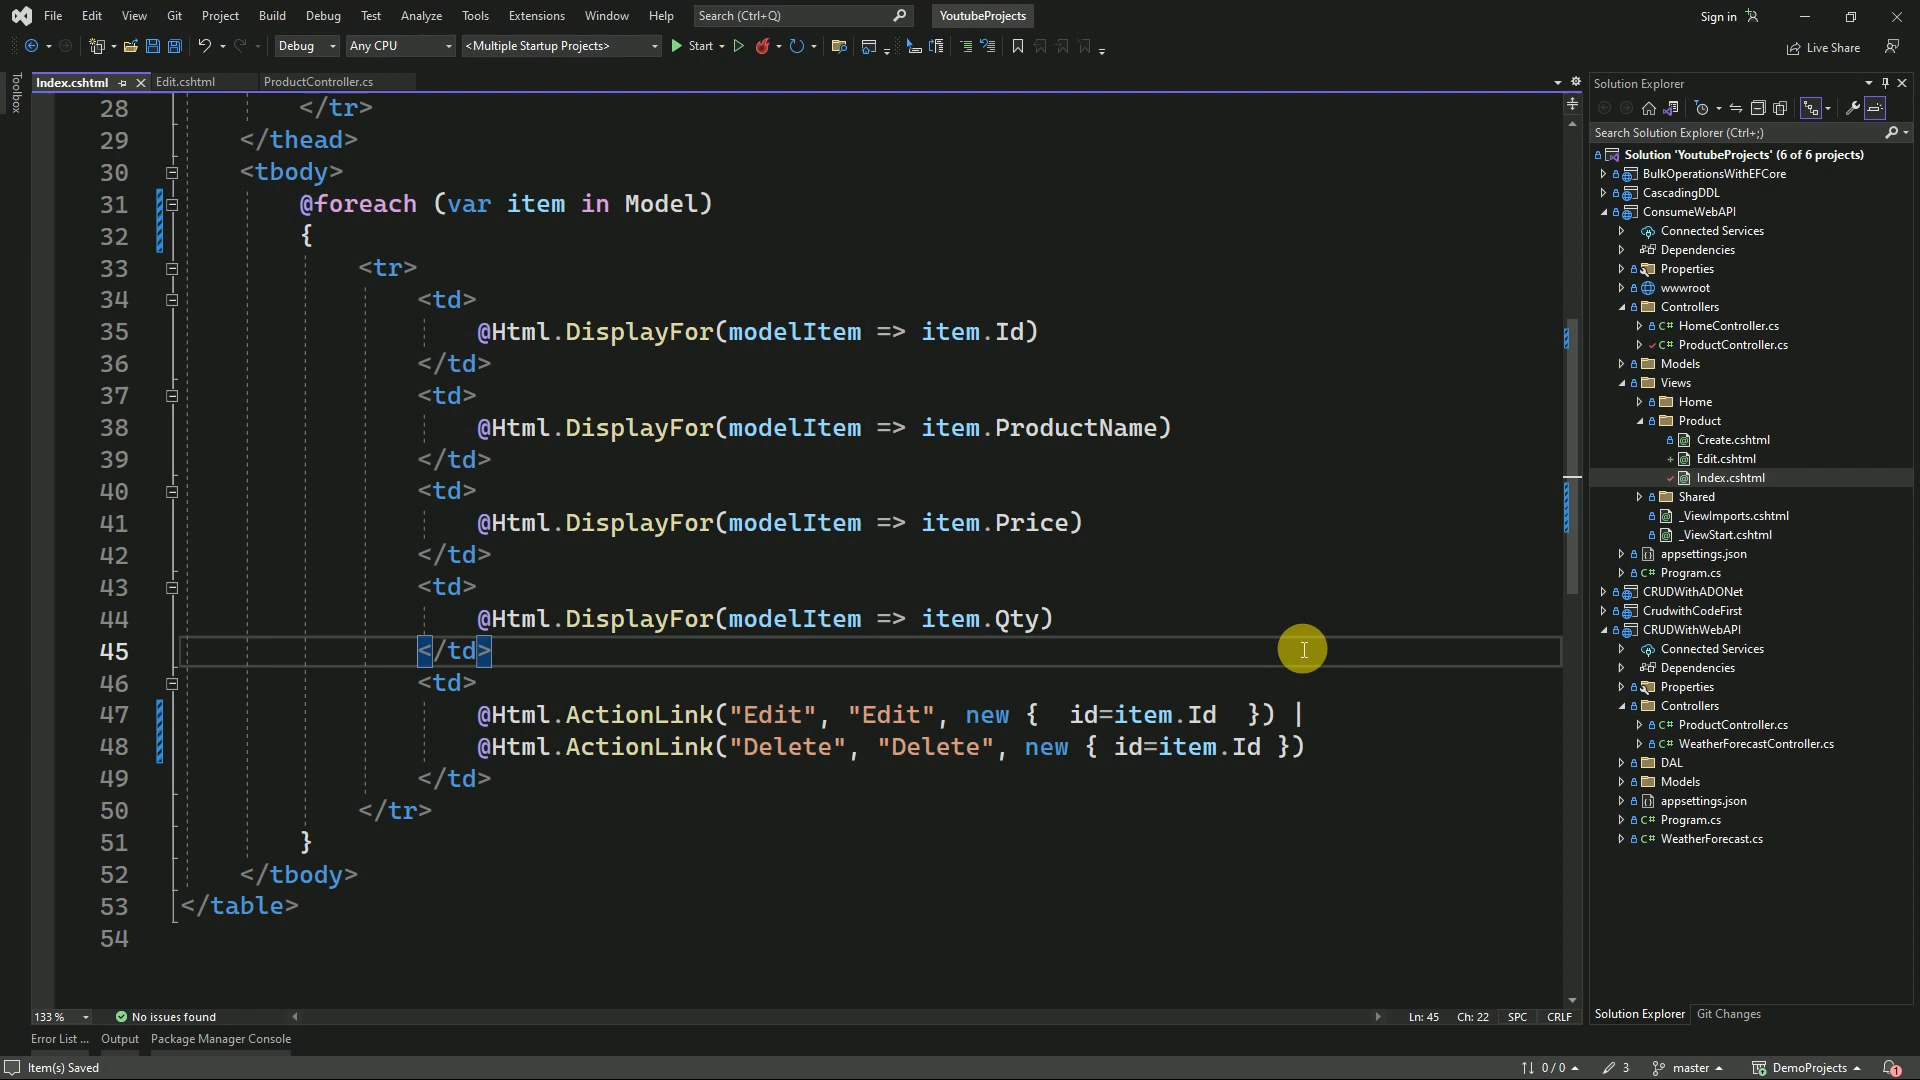 File Edit View Git Project Build Debug Test Analyze Tools Extensions Window Help Search (Ctrl+Q) YoutubeProjects Sign in
Debug Any CPU <Multiple Startup Projects> Start Live Share
Toolbox
Index.cshtml Edit.cshtml ProductController.cs
28 </tr>
29 </thead>
30 <tbody>
31 @foreach (var item in Model)
32 {
33 <tr>
34 <td>
35 @Html.DisplayFor(modelItem => item.Id)
36 </td>
37 <td>
38 @Html.DisplayFor(modelItem => item.ProductName)
39 </td>
40 <td>
41 @Html.DisplayFor(modelItem => item.Price)
42 </td>
43 <td>
44 @Html.DisplayFor(modelItem => item.Qty)
45 </td>
46 <td>
47 @Html.ActionLink("Edit", "Edit", new {  id=item.Id  }) |
48 @Html.ActionLink("Delete", "Delete", new { id=item.Id })
49 </td>
50 </tr>
51 }
52 </tbody>
53 </table>
54
133 % No issues found Ln: 45 Ch: 22 SPC CRLF
Error List ... Output Package Manager Console
Item(s) Saved 0 / 0 3 master DemoProjects 1
Solution Explorer
Search Solution Explorer (Ctrl+;)
Solution 'YoutubeProjects' (6 of 6 projects)
BulkOperationsWithEFCore
CascadingDDL
ConsumeWebAPI
Connected Services
Dependencies
Properties
wwwroot
Controllers
C# HomeController.cs
C# ProductController.cs
Models
Views
Home
Product
Create.cshtml
Edit.cshtml
Index.cshtml
Shared
_ViewImports.cshtml
_ViewStart.cshtml
appsettings.json
C# Program.cs
CRUDWithADONet
CrudwithCodeFirst
CRUDWithWebAPI
Connected Services
Dependencies
Properties
Controllers
C# ProductController.cs
C# WeatherForecastController.cs
DAL
Models
appsettings.json
C# Program.cs
C# WeatherForecast.cs
Solution Explorer Git Changes